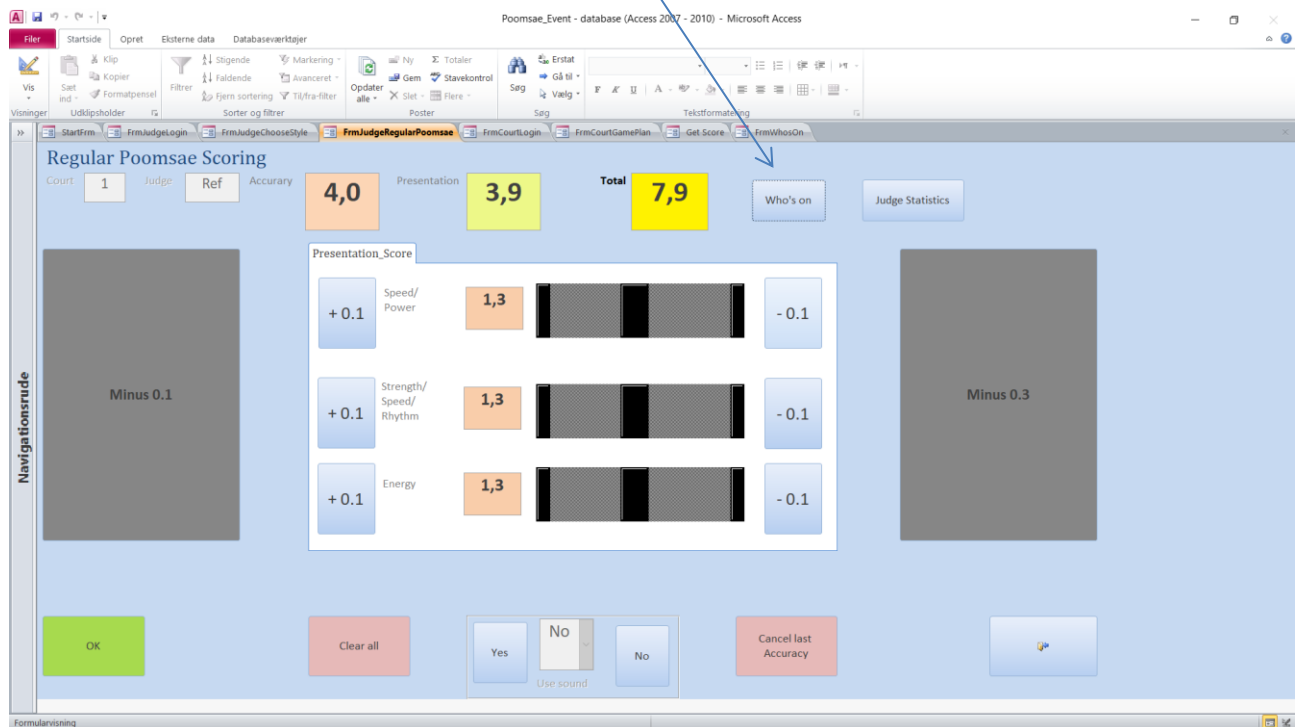 Poomsae_Event - database (Access 2007 - 2010) - Microsoft Access
Filer Startside Opret Eksterne data Databaseværktøjer
Vis
Visninger
Sæt ind
Klip
Kopier
Formatpensel
Udklipsholder
Filtrer
Stigende
Faldende
Fjern sortering
Markering
Avanceret
Til/fra-filter
Sorter og filtrer
Opdater alle
Ny
Gem
Slet
Totaler
Stavekontrol
Flere
Poster
Søg
Erstat
Gå til
Vælg
Søg
F K U A
Tekstformatering
StartFrm FrmJudgeLogin FrmJudgeChooseStyle FrmJudgeRegularPoomsae FrmCourtLogin FrmCourtGamePlan Get Score FrmWhosOn
Navigationsrude
Regular Poomsae Scoring
Court 1 Judge Ref Accurary 4,0 Presentation 3,9 Total 7,9 Who's on Judge Statistics
Presentation_Score
+ 0.1 Speed/
Power 1,3 - 0.1
Minus 0.1
+ 0.1 Strength/
Speed/
Rhythm 1,3 - 0.1
Minus 0.3
+ 0.1 Energy 1,3 - 0.1
OK
Clear all
Yes No No
Use sound
Cancel last
Accuracy
Formularvisning